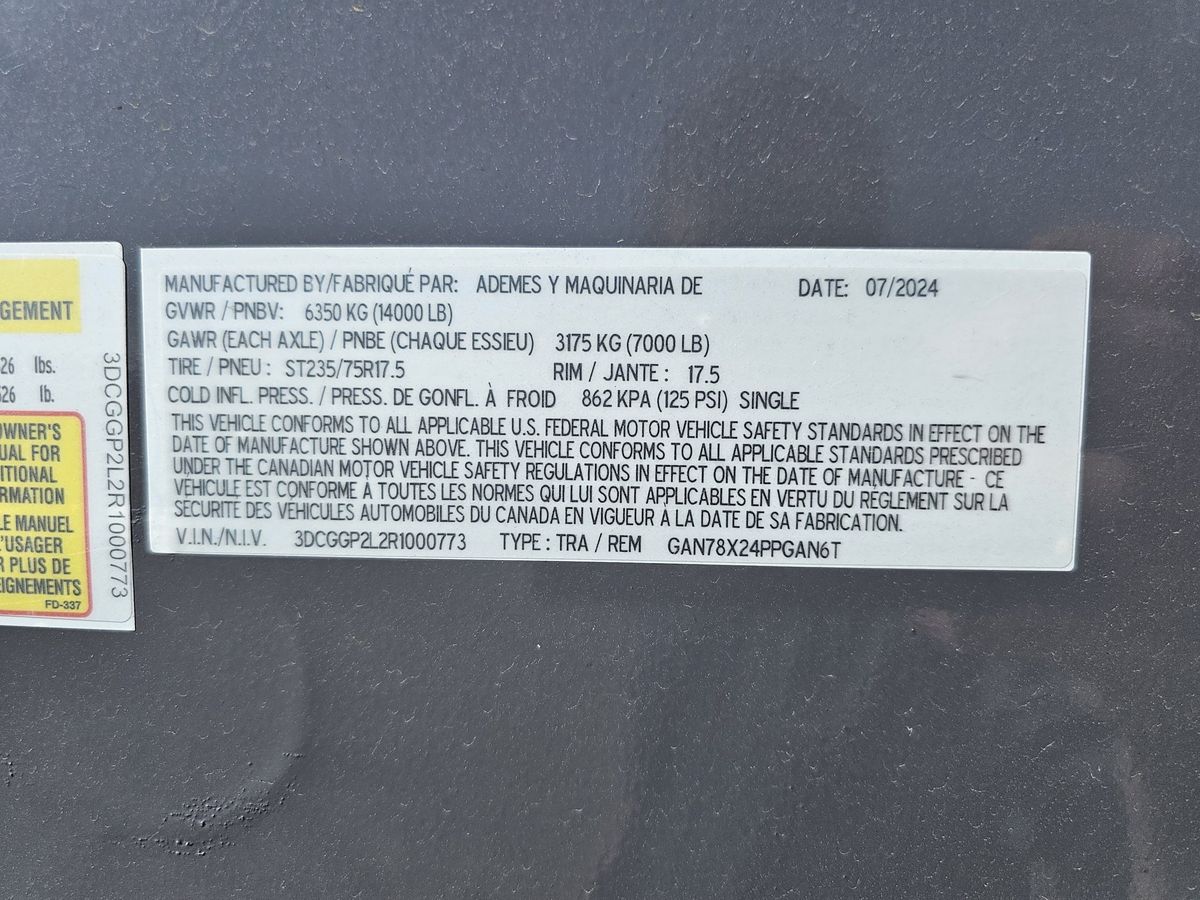 GEMENT
26 lbs.
lb.
OWNER'S
UAL FOR
ITIONAL
RMATION
LE MANUEL
L'USAGER
R PLUS DE
EIGNEMENTS
FD-337
3DCGGP2L2R1000773
MANUFACTURED BY/FABRIQUÉ PAR: ADEMES Y MAQUINARIA DE DATE: 07/2024
GVWR / PNBV: 6350 KG (14000 LB)
GAWR (EACH AXLE) / PNBE (CHAQUE ESSIEU) 3175 KG (7000 LB)
TIRE / PNEU : ST235/75R17.5 RIM / JANTE : 17.5
COLD INFL. PRESS. / PRESS. DE GONFL. À FROID 862 KPA (125 PSI) SINGLE
THIS VEHICLE CONFORMS TO ALL APPLICABLE U.S. FEDERAL MOTOR VEHICLE SAFETY STANDARDS IN EFFECT ON THE
DATE OF MANUFACTURE SHOWN ABOVE. THIS VEHICLE CONFORMS TO ALL APPLICABLE STANDARDS PRESCRIBED
UNDER THE CANADIAN MOTOR VEHICLE SAFETY REGULATIONS IN EFFECT ON THE DATE OF MANUFACTURE - CE
VEHICULE EST CONFORME À TOUTES LES NORMES QUI LUI SONT APPLICABLES EN VERTU DU REGLEMENT SUR LA
SECURITE DES VEHICULES AUTOMOBILES DU CANADA EN VIGUEUR À LA DATE DE SA FABRICATION.
V.I.N./N.I.V. 3DCGGP2L2R1000773 TYPE : TRA / REM GAN78X24PPGAN6T